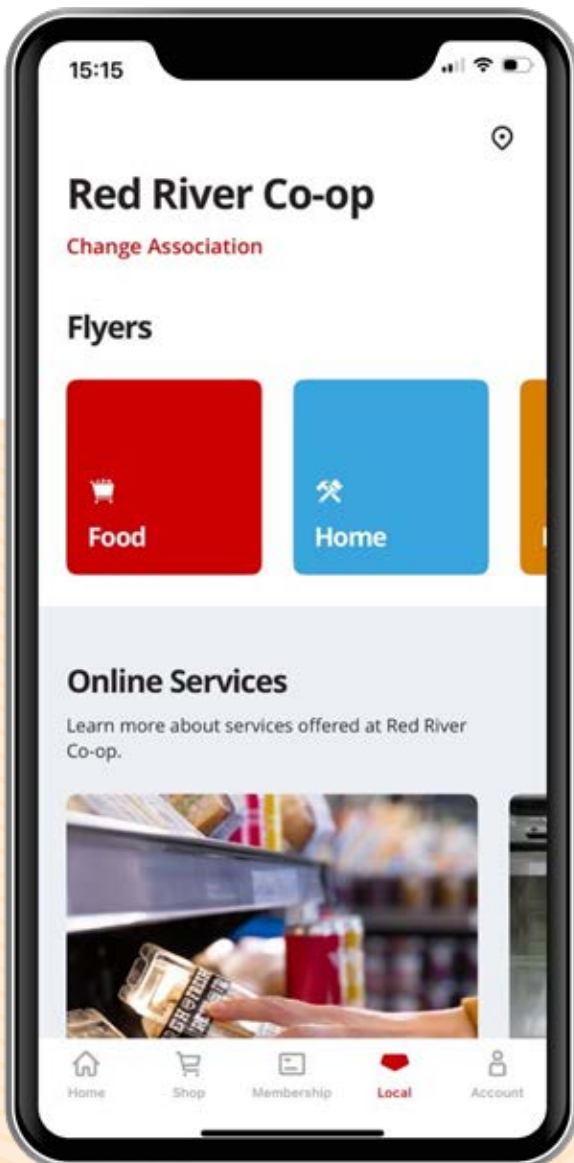 15:15
Red River Co-op
Change Association
Flyers
Food
Home
Online Services
Learn more about services offered at Red River
Co-op.
FRESH
Home
Shop
Membership
Local
Account